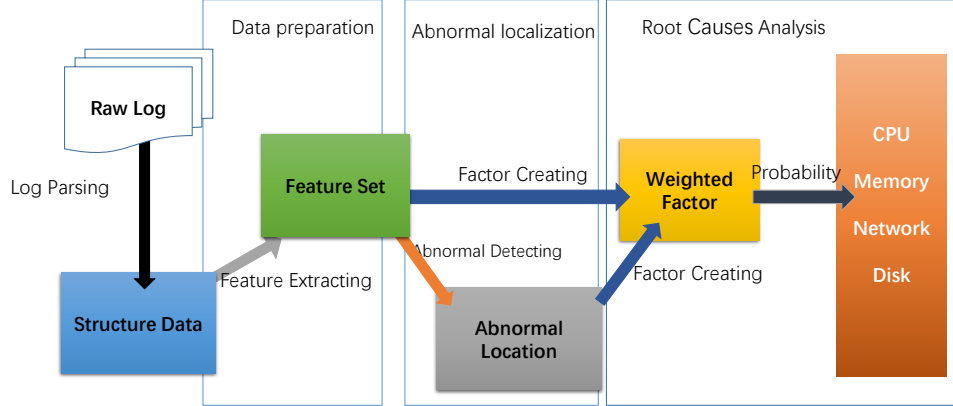 Data preparation
Abnormal localization
Root Causes Analysis
Raw Log
Log Parsing
Feature Set
Factor Creating
Weighted
Factor
Probability
CPU
Memory
Network
Disk
Abnormal Detecting
Feature Extracting
Factor Creating
Structure Data
Abnormal
Location